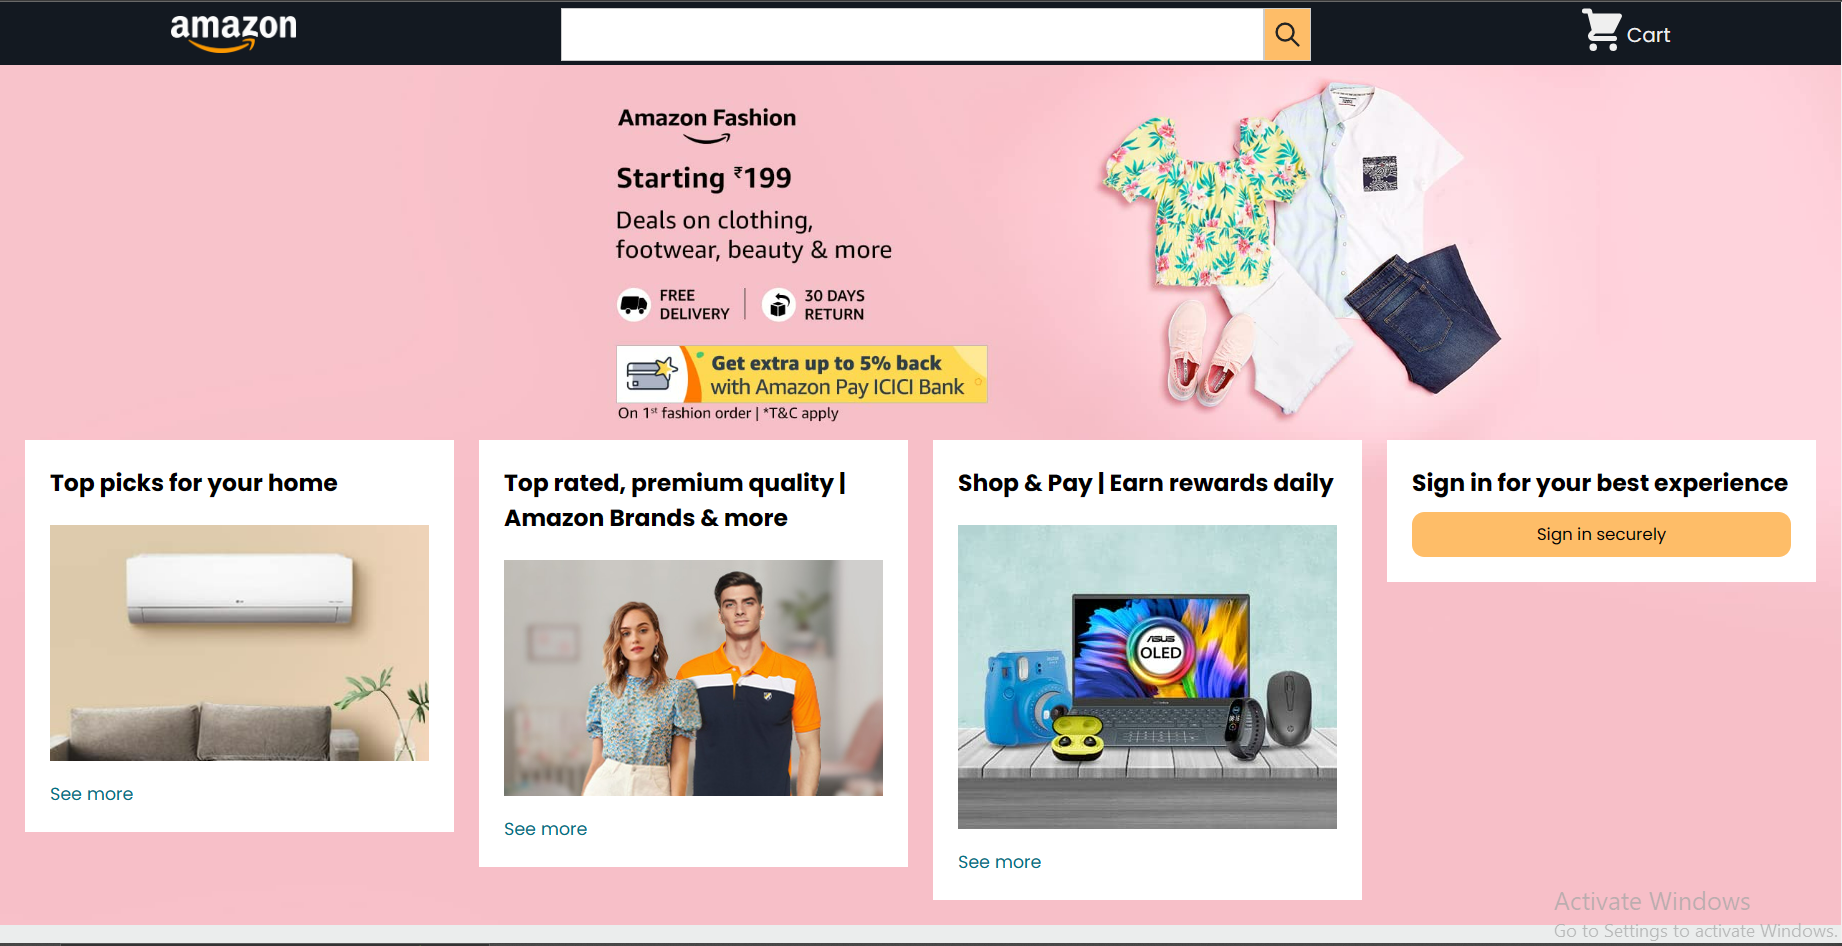 amazon
Cart
Amazon Fashion
Starting ₹199
Deals on clothing,
footwear, beauty & more
FREE
DELIVERY
30 DAYS
RETURN
Get extra up to 5% back
with Amazon Pay ICICI Bank
On 1st fashion order | *T&C apply
Top picks for your home
LG
See more
Top rated, premium quality |
Amazon Brands & more
See more
Shop & Pay | Earn rewards daily
ASUS
OLED
hp
See more
Sign in for your best experience
Sign in securely
Activate Windows
Go to Settings to activate Windows.